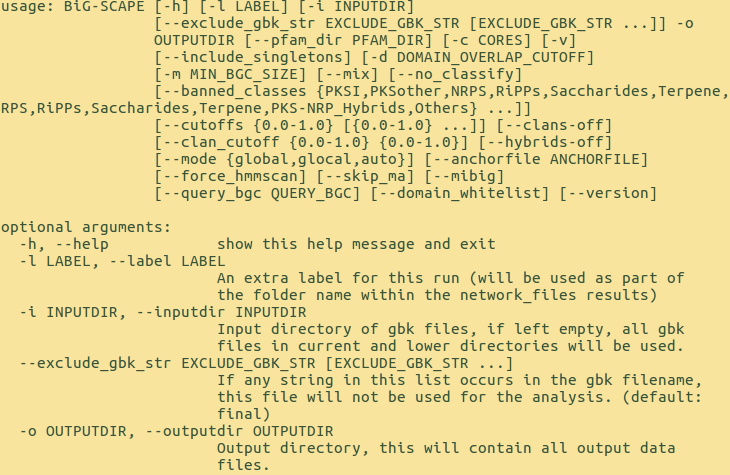 usage: BiG-SCAPE [-h] [-l LABEL] [-i INPUTDIR]
[--exclude_gbk_str EXCLUDE_GBK_STR [EXCLUDE_GBK_STR ...]] -o
OUTPUTDIR [--pfam_dir PFAM_DIR] [-c CORES] [-v]
[--include_singletons] [-d DOMAIN_OVERLAP_CUTOFF]
[-m MIN_BGC_SIZE] [--mix] [--no_classify]
[--banned_classes {PKSI,PKSother,NRPS,RiPPs,Saccharides,Terpene,
RPS,RiPPs,Saccharides,Terpene,PKS-NRP_Hybrids,Others} ...]]
[--cutoffs {0.0-1.0} [{0.0-1.0} ...]] [--clans-off]
[--clan_cutoff {0.0-1.0} {0.0-1.0}] [--hybrids-off]
[--mode {global,glocal,auto}] [--anchorfile ANCHORFILE]
[--force_hmmscan] [--skip_ma] [--mibig]
[--query_bgc QUERY_BGC] [--domain_whitelist] [--version]
optional arguments:
-h, --help show this help message and exit
-l LABEL, --label LABEL
An extra label for this run (will be used as part of
the folder name within the network_files results)
-i INPUTDIR, --inputdir INPUTDIR
Input directory of gbk files, if left empty, all gbk
files in current and lower directories will be used.
--exclude_gbk_str EXCLUDE_GBK_STR [EXCLUDE_GBK_STR ...]
If any string in this list occurs in the gbk filename,
this file will not be used for the analysis. (default:
final)
-o OUTPUTDIR, --outputdir OUTPUTDIR
Output directory, this will contain all output data
files.